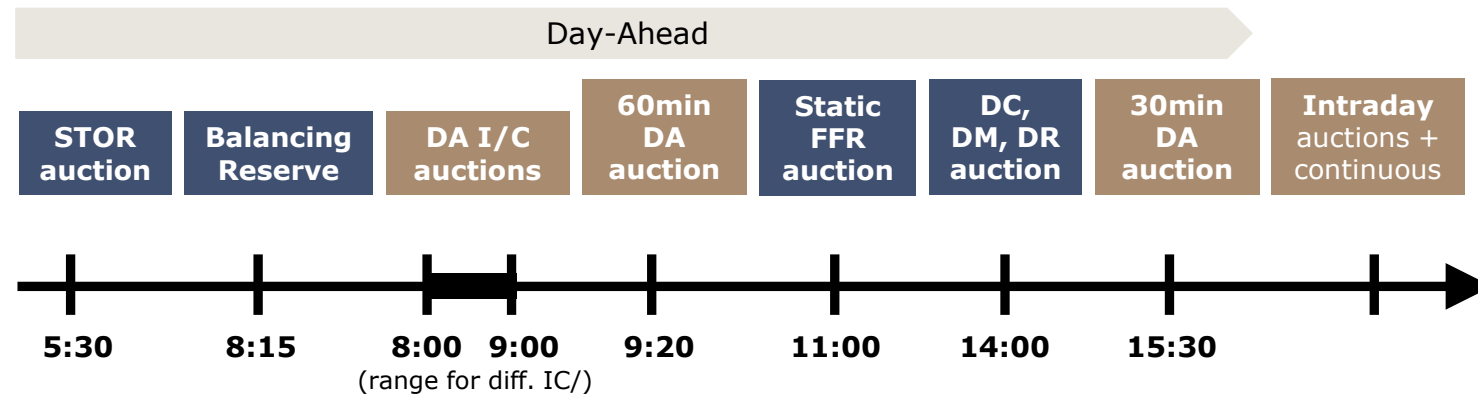 Day-Ahead
STOR
auction
Balancing
Reserve
DA I/C
auctions
60min
DA
auction
Static
FFR
auction
DC,
DM, DR
auction
30min
DA
auction
Intraday
auctions +
continuous
5:30
8:15
8:00
9:00
(range for diff. IC/)
9:20
11:00
14:00
15:30